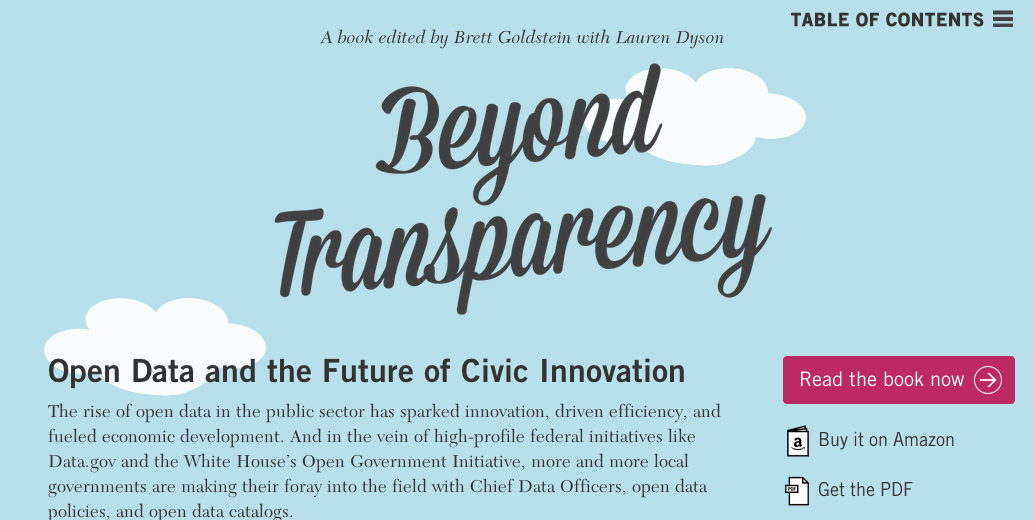 TABLE OF CONTENTS
A book edited by Brett Goldstein with Lauren Dyson
Beyond
Transparency
Open Data and the Future of Civic Innovation
The rise of open data in the public sector has sparked innovation, driven efficiency, and
fueled economic development. And in the vein of high-profile federal initiatives like
Data.gov and the White House’s Open Government Initiative, more and more local
governments are making their foray into the field with Chief Data Officers, open data
policies, and open data catalogs.
Read the book now
a
Buy it on Amazon
PDF
Get the PDF